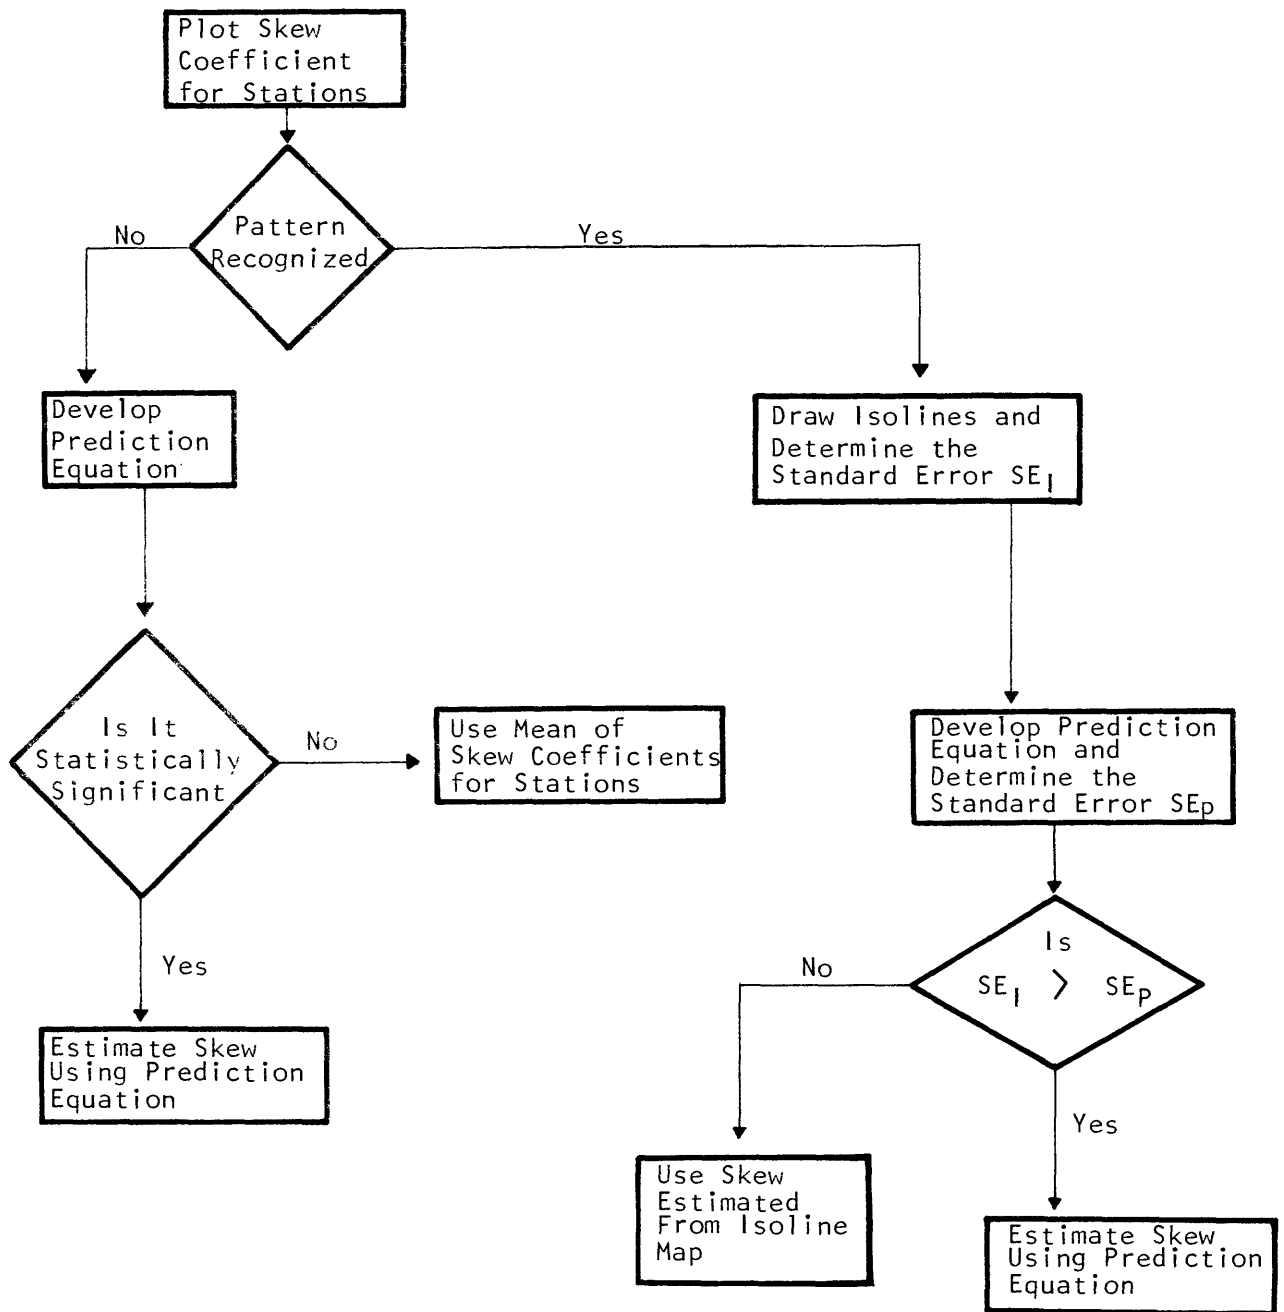 Plot Skew
Coefficient
for Stations
Pattern
Recognized
No
Yes
Develop
Prediction
Equation
Draw Isolines and
Determine the
Standard Error SE_I
Is It
Statistically
Significant
No
Use Mean of
Skew Coefficients
for Stations
Develop Prediction
Equation and
Determine the
Standard Error SE_p
Yes
Is
SE_I > SE_P
No
Estimate Skew
Using Prediction
Equation
Yes
Use Skew
Estimated
From Isoline
Map
Estimate Skew
Using Prediction
Equation